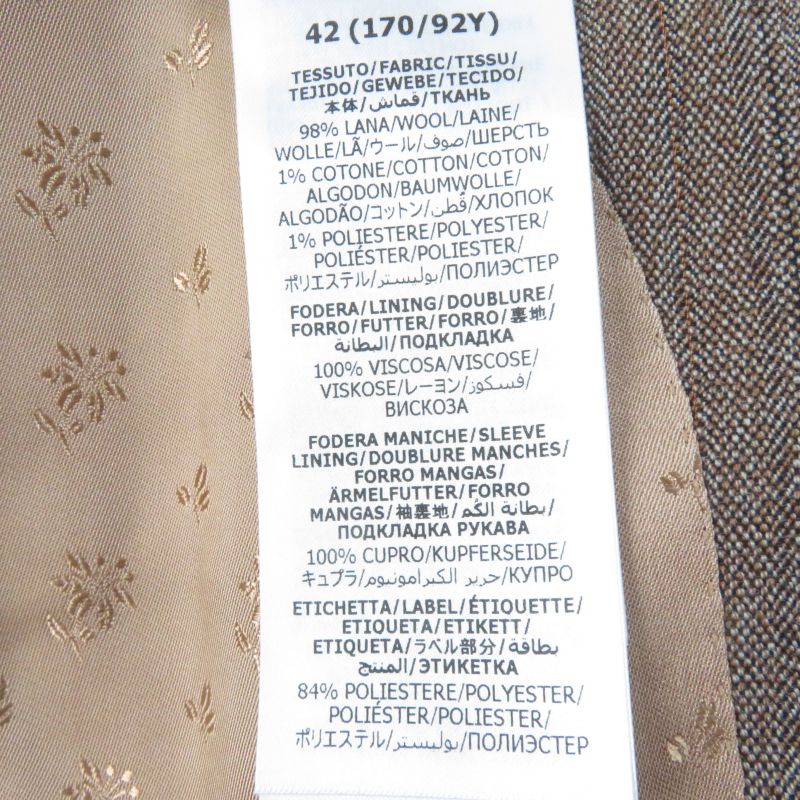 42 (170/92Y)
TESSUTO/FABRIC/TISSU/
TEJIDO/GEWEBE/TECIDO/
本体/قماش/ТКАНЬ
98% LANA/WOOL/LAINE/
WOLLE/LÃ/ウール/صوف/ШЕРСТЬ
1% COTONE/COTTON/COTON/
ALGODON/BAUMWOLLE/
ALGODÃO/コットン/قُطن/ХЛОПОК
1% POLIESTERE/POLYESTER/
POLIÉSTER/POLIESTER/
ポリエステル/بوليستر/ПОЛИЭСТЕР
FODERA/LINING/DOUBLURE/
FORRO/FUTTER/FORRO/裏地/
البطانة/ПОДКЛАДКА
100% VISCOSA/VISCOSE/
VISKOSE/レーヨン/فسكوز/
ВИСКОЗА
FODERA MANICHE/SLEEVE
LINING/DOUBLURE MANCHES/
FORRO MANGAS/
ÄRMELFUTTER/FORRO
MANGAS/袖裏地/بطانة الكُم/
ПОДКЛАДКА РУКАВА
100% CUPRO/KUPFERSEIDE/
キュプラ/حرير الكبرامونيوم/КУПРО
ETICHETTA/LABEL/ÉTIQUETTE/
ETIQUETA/ETIKETT/
ETIQUETA/ラベル部分/بطاقة
المنتج/ЭТИКЕТКА
84% POLIESTERE/POLYESTER/
POLIÉSTER/POLIESTER/
ポリエステル/بوليستر/ПОЛИЭСТЕР